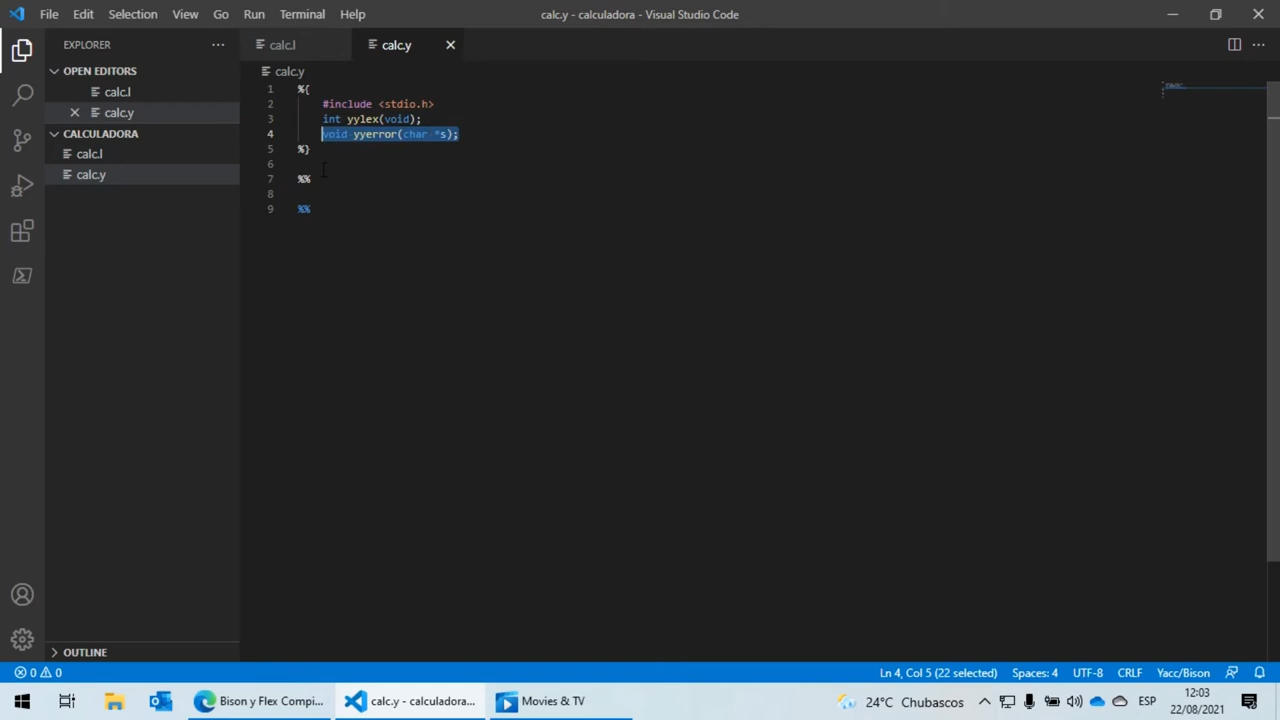 File Edit Selection View Go Run Terminal Help
calc.y - calculadora - Visual Studio Code
EXPLORER
OPEN EDITORS
calc.l
calc.y
CALCULADORA
calc.l
calc.y
OUTLINE
calc.l calc.y
calc.y
1 %{
2 #include <stdio.h>
3 int yylex(void);
4 void yyerror(char *s);
5 %}
6
7 %%
8
9 %%
0 0
Ln 4, Col 5 (22 selected) Spaces: 4 UTF-8 CRLF Yacc/Bison
Bison y Flex Compi... calc.y - calculadora... Movies & TV
24°C Chubascos ESP
12:03
22/08/2021